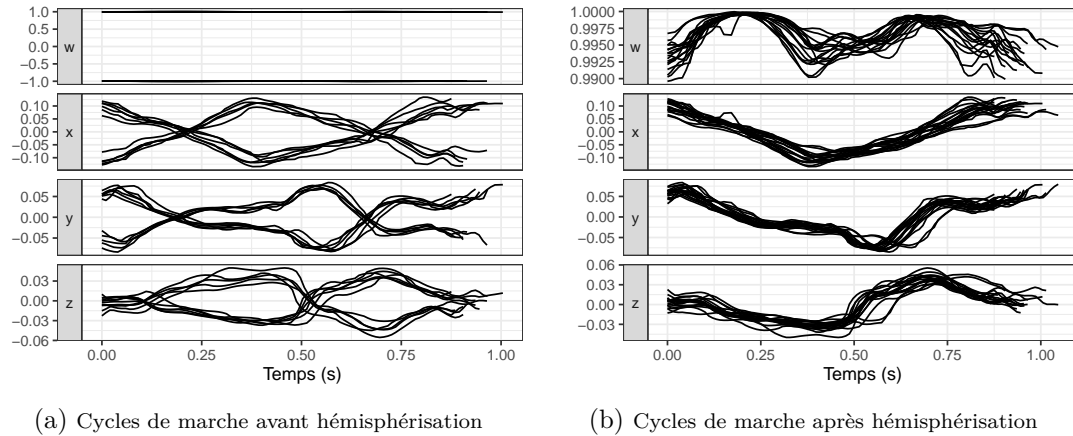 1.0
0.5
0.0
−0.5
−1.0
w
0.10
0.05
0.00
−0.05
−0.10
x
0.05
0.00
−0.05
y
0.03
0.00
−0.03
−0.06
z
0.00 0.25 0.50 0.75 1.00
Temps (s)
(a) Cycles de marche avant hémisphérisation
1.0000
0.9975
0.9950
0.9925
0.9900
w
0.10
0.05
0.00
−0.05
−0.10
x
0.05
0.00
−0.05
y
0.06
0.03
0.00
−0.03
z
0.00 0.25 0.50 0.75 1.00
Temps (s)
(b) Cycles de marche après hémisphérisation